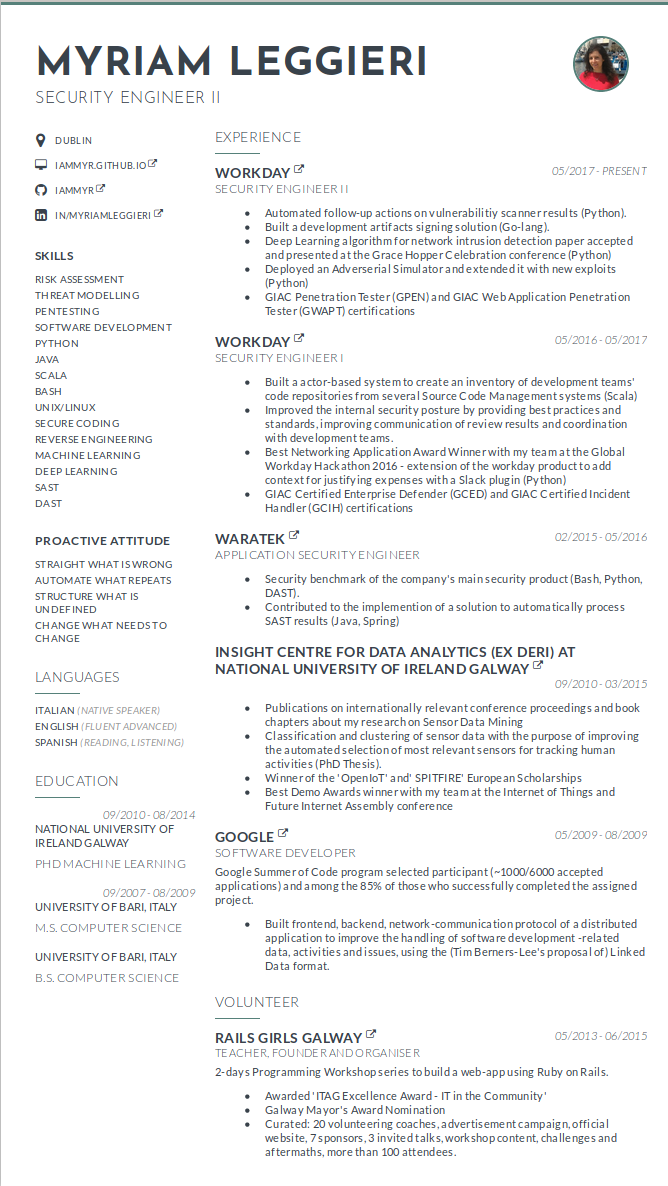 MYRIAM LEGGIERI
SECURITY ENGINEER II
DUBLIN
IAMMYR.GITHUB.IO
IAMMYR
IN/MYRIAMLEGGIERI
SKILLS
RISK ASSESSMENT
THREAT MODELLING
PENTESTING
SOFTWARE DEVELOPMENT
PYTHON
JAVA
SCALA
BASH
UNIX/LINUX
SECURE CODING
REVERSE ENGINEERING
MACHINE LEARNING
DEEP LEARNING
SAST
DAST
PROACTIVE ATTITUDE
STRAIGHT WHAT IS WRONG
AUTOMATE WHAT REPEATS
STRUCTURE WHAT IS
UNDEFINED
CHANGE WHAT NEEDS TO
CHANGE
LANGUAGES
ITALIAN (NATIVE SPEAKER)
ENGLISH (FLUENT ADVANCED)
SPANISH (READING, LISTENING)
EDUCATION
09/2010 - 08/2014
NATIONAL UNIVERSITY OF
IRELAND GALWAY
PHD MACHINE LEARNING
09/2007 - 08/2009
UNIVERSITY OF BARI, ITALY
M.S. COMPUTER SCIENCE
UNIVERSITY OF BARI, ITALY
B.S. COMPUTER SCIENCE
EXPERIENCE
WORKDAY 05/2017 - PRESENT
SECURITY ENGINEER II
• Automated follow-up actions on vulnerabilitiy scanner results (Python).
• Built a development artifacts signing solution (Go-lang).
• Deep Learning algorithm for network intrusion detection paper accepted
and presented at the Grace Hopper Celebration conference (Python)
• Deployed an Adverserial Simulator and extended it with new exploits
(Python)
• GIAC Penetration Tester (GPEN) and GIAC Web Application Penetration
Tester (GWAPT) certifications
WORKDAY 05/2016 - 05/2017
SECURITY ENGINEER I
• Built a actor-based system to create an inventory of development teams'
code repositories from several Source Code Management systems (Scala)
• Improved the internal security posture by providing best practices and
standards, improving communication of review results and coordination
with development teams.
• Best Networking Application Award Winner with my team at the Global
Workday Hackathon 2016 - extension of the workday product to add
context for justifying expenses with a Slack plugin (Python)
• GIAC Certified Enterprise Defender (GCED) and GIAC Certified Incident
Handler (GCIH) certifications
WARATEK 02/2015 - 05/2016
APPLICATION SECURITY ENGINEER
• Security benchmark of the company's main security product (Bash, Python,
DAST).
• Contributed to the implemention of a solution to automatically process
SAST results (Java, Spring)
INSIGHT CENTRE FOR DATA ANALYTICS (EX DERI) AT
NATIONAL UNIVERSITY OF IRELAND GALWAY
09/2010 - 03/2015
• Publications on internationally relevant conference proceedings and book
chapters about my research on Sensor Data Mining
• Classification and clustering of sensor data with the purpose of improving
the automated selection of most relevant sensors for tracking human
activities (PhD Thesis).
• Winner of the 'OpenIoT' and' SPITFIRE' European Scholarships
• Best Demo Awards winner with my team at the Internet of Things and
Future Internet Assembly conference
GOOGLE 05/2009 - 08/2009
SOFTWARE DEVELOPER
Google Summer of Code program selected participant (~1000/6000 accepted
applications) and among the 85% of those who successfully completed the assigned
project.
• Built frontend, backend, network-communication protocol of a distributed
application to improve the handling of software development -related
data, activities and issues, using the (Tim Berners-Lee's proposal of) Linked
Data format.
VOLUNTEER
RAILS GIRLS GALWAY 05/2013 - 06/2015
TEACHER, FOUNDER AND ORGANISER
2-days Programming Workshop series to build a web-app using Ruby on Rails.
• Awarded 'ITAG Excellence Award - IT in the Community'
• Galway Mayor's Award Nomination
• Curated: 20 volunteering coaches, advertisement campaign, official
website, 7 sponsors, 3 invited talks, workshop content, challenges and
aftermaths, more than 100 attendees.